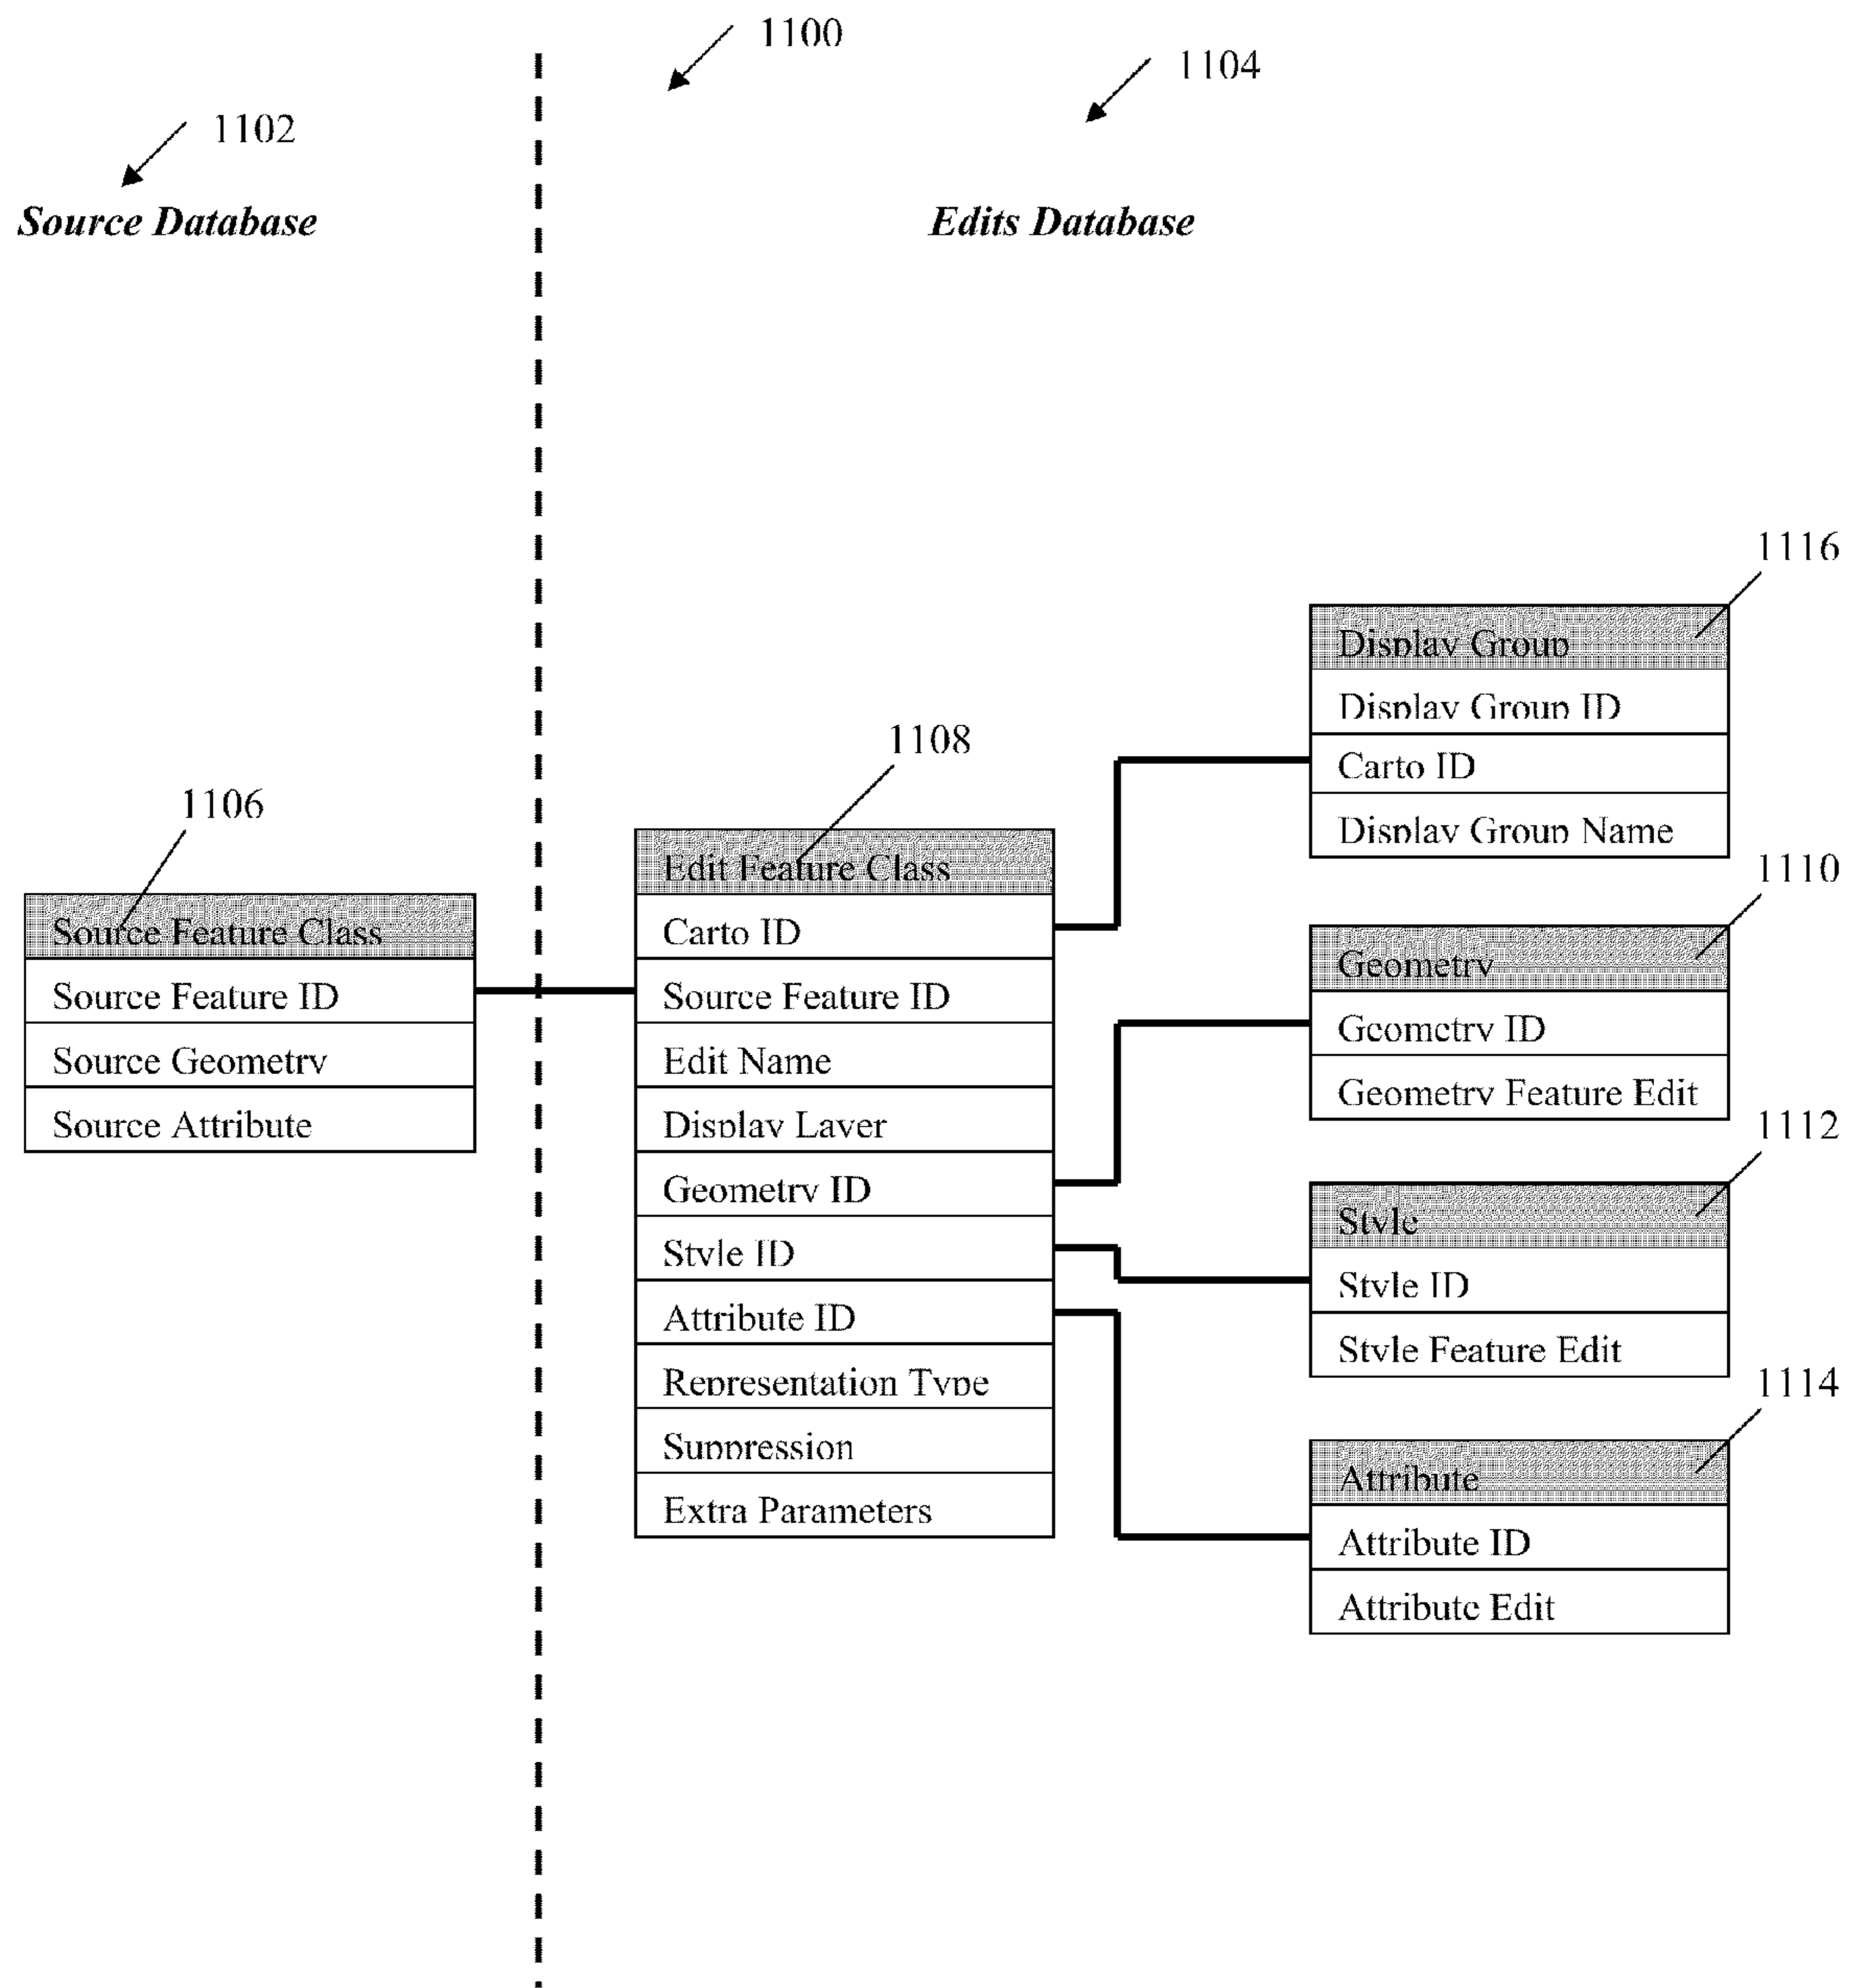 1100
1104
1102
Source Database
Edits Database
1116
Display Group
Display Group ID
Carto ID
Display Group Name
1108
Edit Feature Class
Carto ID
Source Feature ID
Edit Name
Display Layer
Geometry ID
Style ID
Attribute ID
Representation Type
Suppression
Extra Parameters
1106
Source Feature Class
Source Feature ID
Source Geometry
Source Attribute
1110
Geometry
Geometry ID
Geometry Feature Edit
1112
Style
Style ID
Style Feature Edit
1114
Attribute
Attribute ID
Attribute Edit